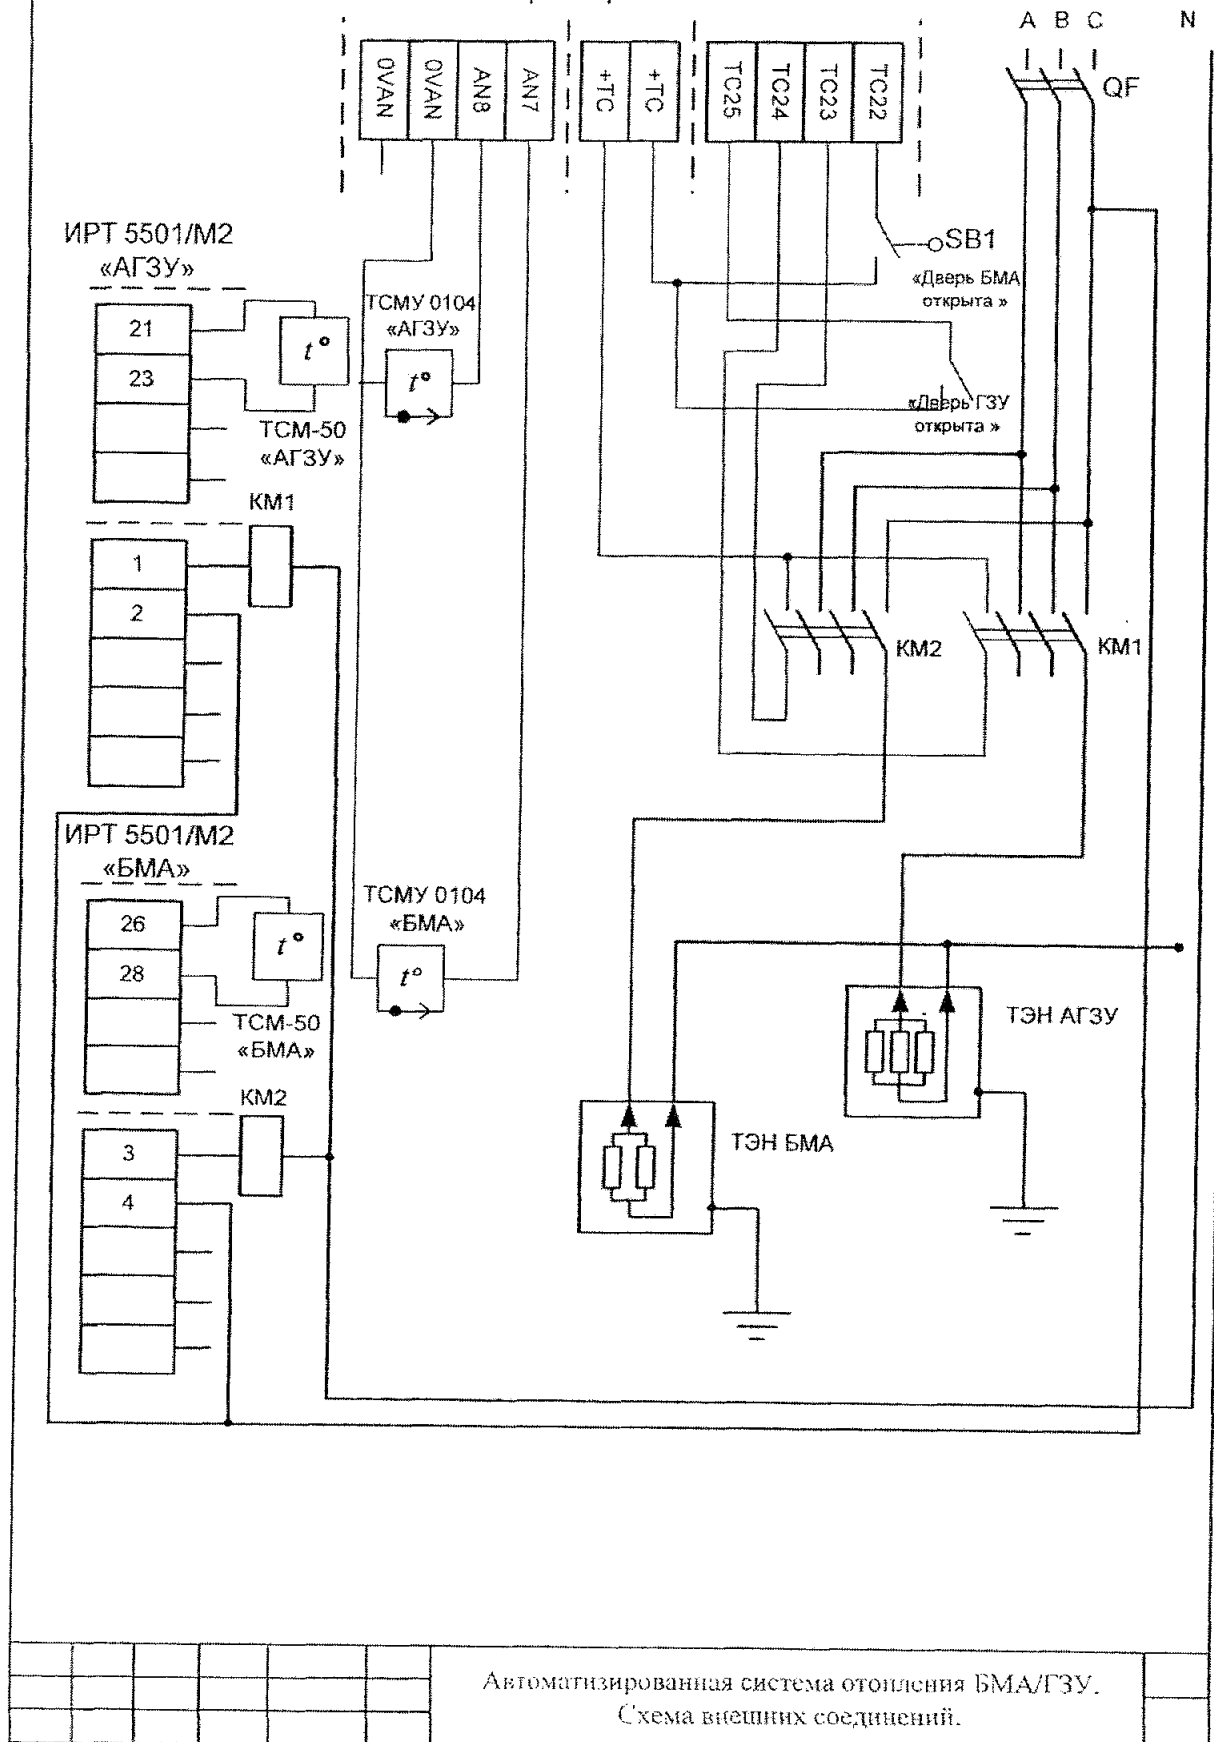 A B C N
0VAN
0VAN
AN8
AN7
+TC
+TC
TC25
TC24
TC23
TC22
QF
SB1
«Дверь БМА
открыта »
«Дверь ГЗУ
открыта »
ИРТ 5501/М2
«АГЗУ»
21
23
t°
ТСМ-50
«АГЗУ»
ТСМУ 0104
«АГЗУ»
t°
КМ1
1
2
КМ2
КМ1
ИРТ 5501/М2
«БМА»
26
28
t°
ТСМ-50
«БМА»
ТСМУ 0104
«БМА»
t°
КМ2
3
4
ТЭН АГЗУ
ТЭН БМА
Автоматизированная система отопления БМА/ГЗУ.
Схема внешних соединений.